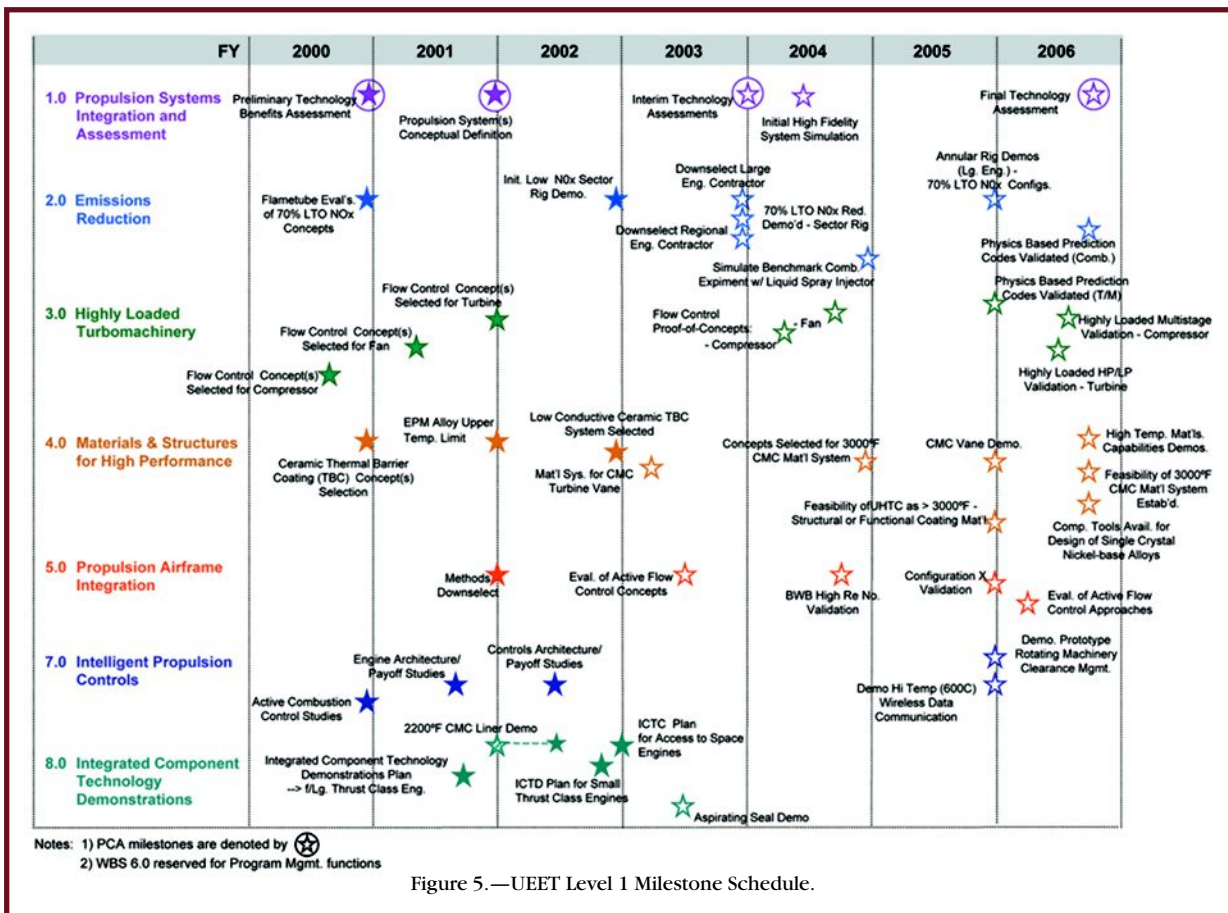 FY 2000 2001 2002 2003 2004 2005 2006
1.0 Propulsion Systems
Integration and
Assessment
Preliminary Technology
Benefits Assessment
Propulsion System(s)
Conceptual Definition
Interim Technology
Assessments
Initial High Fidelity
System Simulation
Final Technology
Assessment
2.0 Emissions
Reduction
Flametube Eval's.
of 70% LTO NOx
Concepts
Init. Low N0x Sector
Rig Demo.
Downselect Large
Eng. Contractor
70% LTO N0x Red.
Demo'd - Sector Rig
Downselect Regional
Eng. Contractor
Simulate Benchmark Comb.
Expiment w/ Liquid Spray Injector
Annular Rig Demos
(Lg. Eng.) -
70% LTO N0x Configs.
Physics Based Prediction
Codes Validated (Comb.)
3.0 Highly Loaded
Turbomachinery
Flow Control Concept(s)
Selected for Turbine
Flow Control Concept(s)
Selected for Fan
Flow Control Concept(s)
Selected for Compressor
Flow Control
Proof-of-Concepts:
- Fan
- Compressor
Physics Based Prediction
Codes Validated (T/M)
Highly Loaded Multistage
Validation - Compressor
Highly Loaded HP/LP
Validation - Turbine
4.0 Materials & Structures
for High Performance
Ceramic Thermal Barrier
Coating (TBC) Concept(s)
Selection
EPM Alloy Upper
Temp. Limit
Low Conductive Ceramic TBC
System Selected
Mat'l Sys. for CMC
Turbine Vane
Concepts Selected for 3000ºF
CMC Mat'l System
CMC Vane Demo.
Feasibility ofUHTC as > 3000ºF -
Structural or Functional Coating Mat'l
High Temp. Mat'ls.
Capabilities Demos.
Feasibility of 3000ºF
CMC Mat'l System
Estab'd.
Comp. Tools Avail. for
Design of Single Crystal
Nickel-base Alloys
5.0 Propulsion Airframe
Integration
Methods
Downselect
Eval. of Active Flow
Control Concepts
BWB High Re No.
Validation
Configuration X
Validation
Eval. of Active Flow
Control Approaches
7.0 Intelligent Propulsion
Controls
Active Combustion
Control Studies
Engine Architecture/
Payoff Studies
Controls Architecture/
Payoff Studies
Demo. Prototype
Rotating Machinery
Clearance Mgmt.
Demo Hi Temp (600C)
Wireless Data
Communication
8.0 Integrated Component
Technology
Demonstrations
2200ºF CMC Liner Demo
Integrated Component Technology
Demonstrations Plan
--> f/Lg. Thrust Class Eng.
ICTD Plan for Small
Thrust Class Engines
ICTC Plan
for Access to Space
Engines
Aspirating Seal Demo
Notes: 1) PCA milestones are denoted by
2) WBS 6.0 reserved for Program Mgmt. functions
Figure 5.—UEET Level 1 Milestone Schedule.